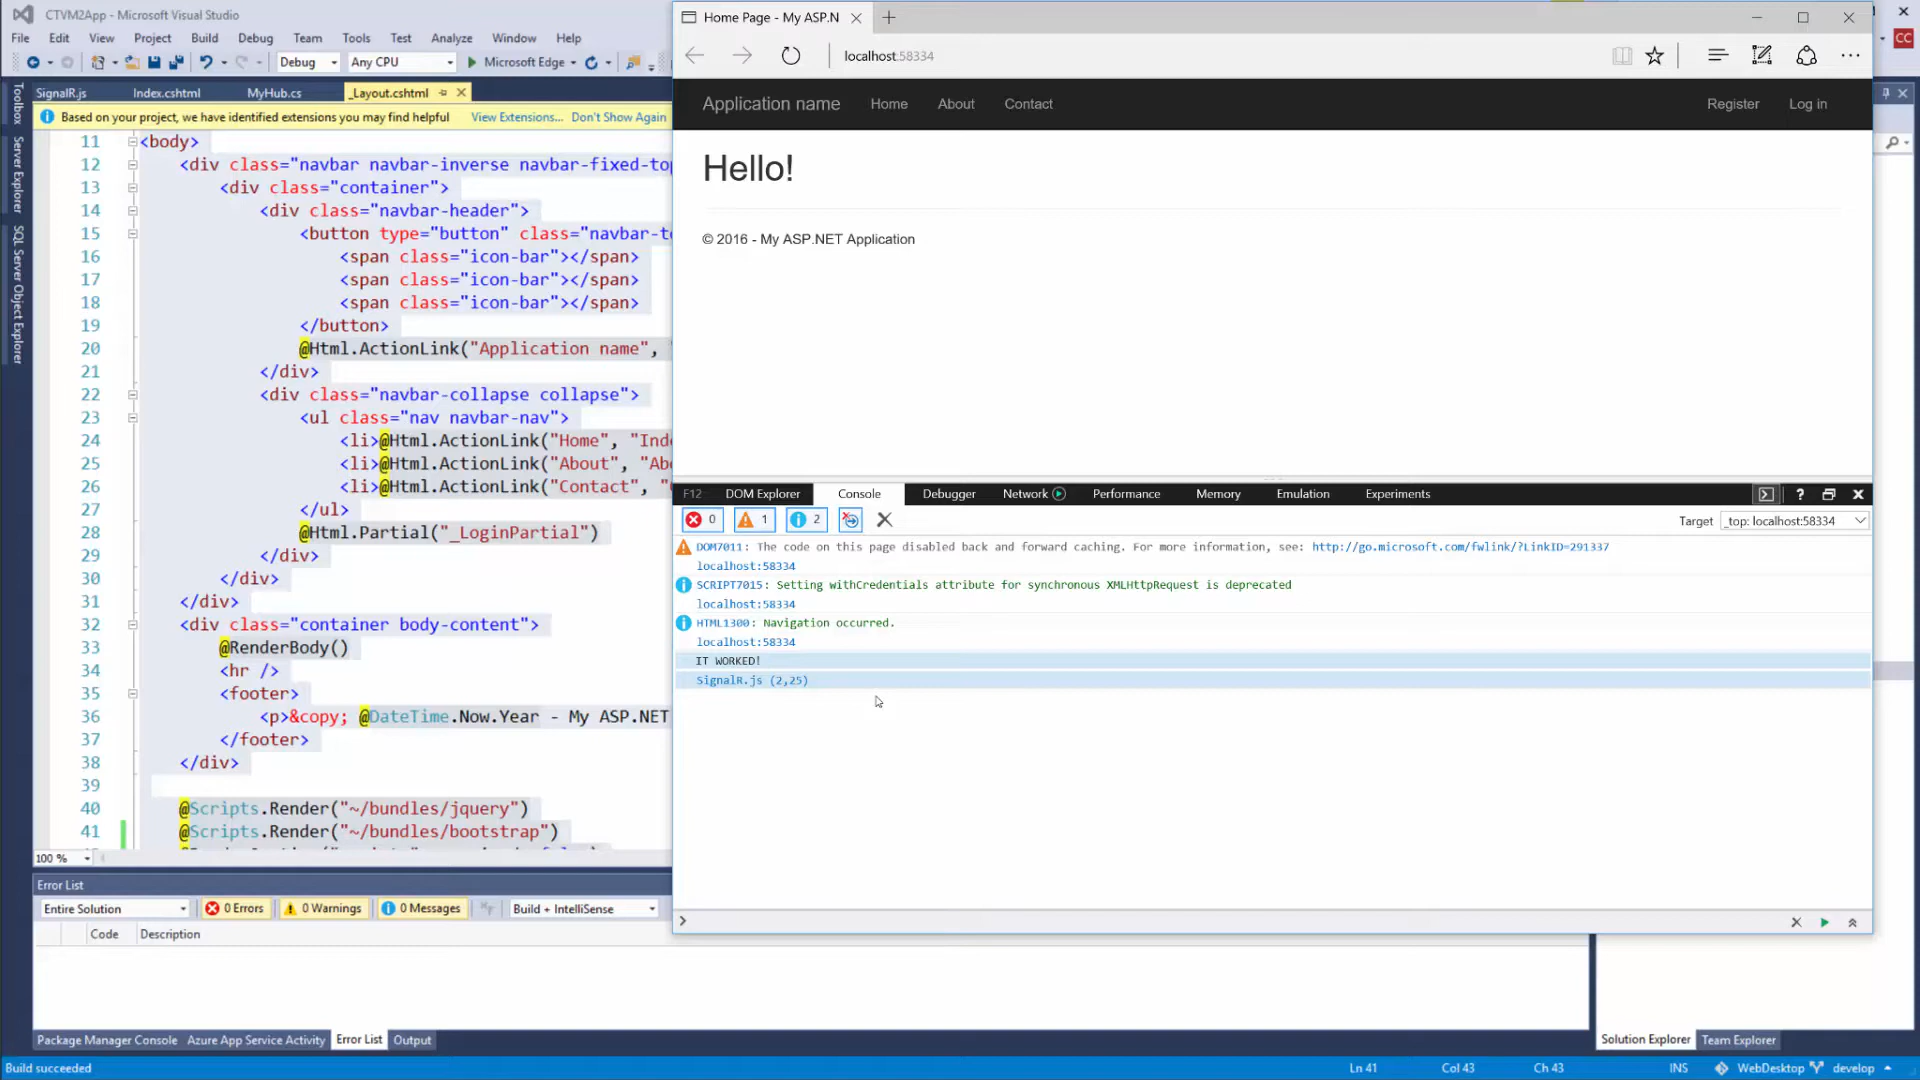 CTVM2App - Microsoft Visual Studio
File Edit View Project Build Debug Team Tools Test Analyze Window Help
Debug Any CPU Microsoft Edge
SignalR.js Index.cshtml MyHub.cs _Layout.cshtml
Based on your project, we have identified extensions you may find helpful View Extensions... Don't Show Again
Toolbox
Server Explorer
SQL Server Object Explorer
11 <body>
12 <div class="navbar navbar-inverse navbar-fixed-top
13 <div class="container">
14 <div class="navbar-header">
15 <button type="button" class="navbar-to
16 <span class="icon-bar"></span>
17 <span class="icon-bar"></span>
18 <span class="icon-bar"></span>
19 </button>
20 @Html.ActionLink("Application name",
21 </div>
22 <div class="navbar-collapse collapse">
23 <ul class="nav navbar-nav">
24 <li>@Html.ActionLink("Home", "Inde
25 <li>@Html.ActionLink("About", "Abo
26 <li>@Html.ActionLink("Contact", "
27 </ul>
28 @Html.Partial("_LoginPartial")
29 </div>
30 </div>
31 </div>
32 <div class="container body-content">
33 @RenderBody()
34 <hr />
35 <footer>
36 <p>&copy; @DateTime.Now.Year - My ASP.NET
37 </footer>
38 </div>
39
40 @Scripts.Render("~/bundles/jquery")
41 @Scripts.Render("~/bundles/bootstrap")
100 %
Error List
Entire Solution 0 Errors 0 Warnings 0 Messages Build + IntelliSense
Code Description
Package Manager Console Azure App Service Activity Error List Output
Build succeeded
Home Page - My ASP.N
localhost:58334
Application name Home About Contact Register Log in
Hello!
© 2016 - My ASP.NET Application
F12 DOM Explorer Console Debugger Network Performance Memory Emulation Experiments ?
0 1 2 Target _top: localhost:58334
DOM7011: The code on this page disabled back and forward caching. For more information, see: http://go.microsoft.com/fwlink/?LinkID=291337
localhost:58334
SCRIPT7015: Setting withCredentials attribute for synchronous XMLHttpRequest is deprecated
localhost:58334
HTML1300: Navigation occurred.
localhost:58334
IT WORKED!
SignalR.js (2,25)
CC
Solution Explorer Team Explorer
Ln 41 Col 43 Ch 43 INS WebDesktop develop